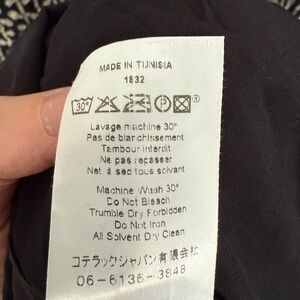 MADE IN TUNISIA
1832
30°
P
®
Lavage machine 30°
Pas de blanchissement
Tambour interdit
Ne pas repasser
Net. à sec tous solvant
Machine Wash 30°
Do Not Bleach
Trumble Dry Forbidden
Do Not Iron
All Solvent Dry Clean
コテラックジャパン有限会社
06-6136-3848